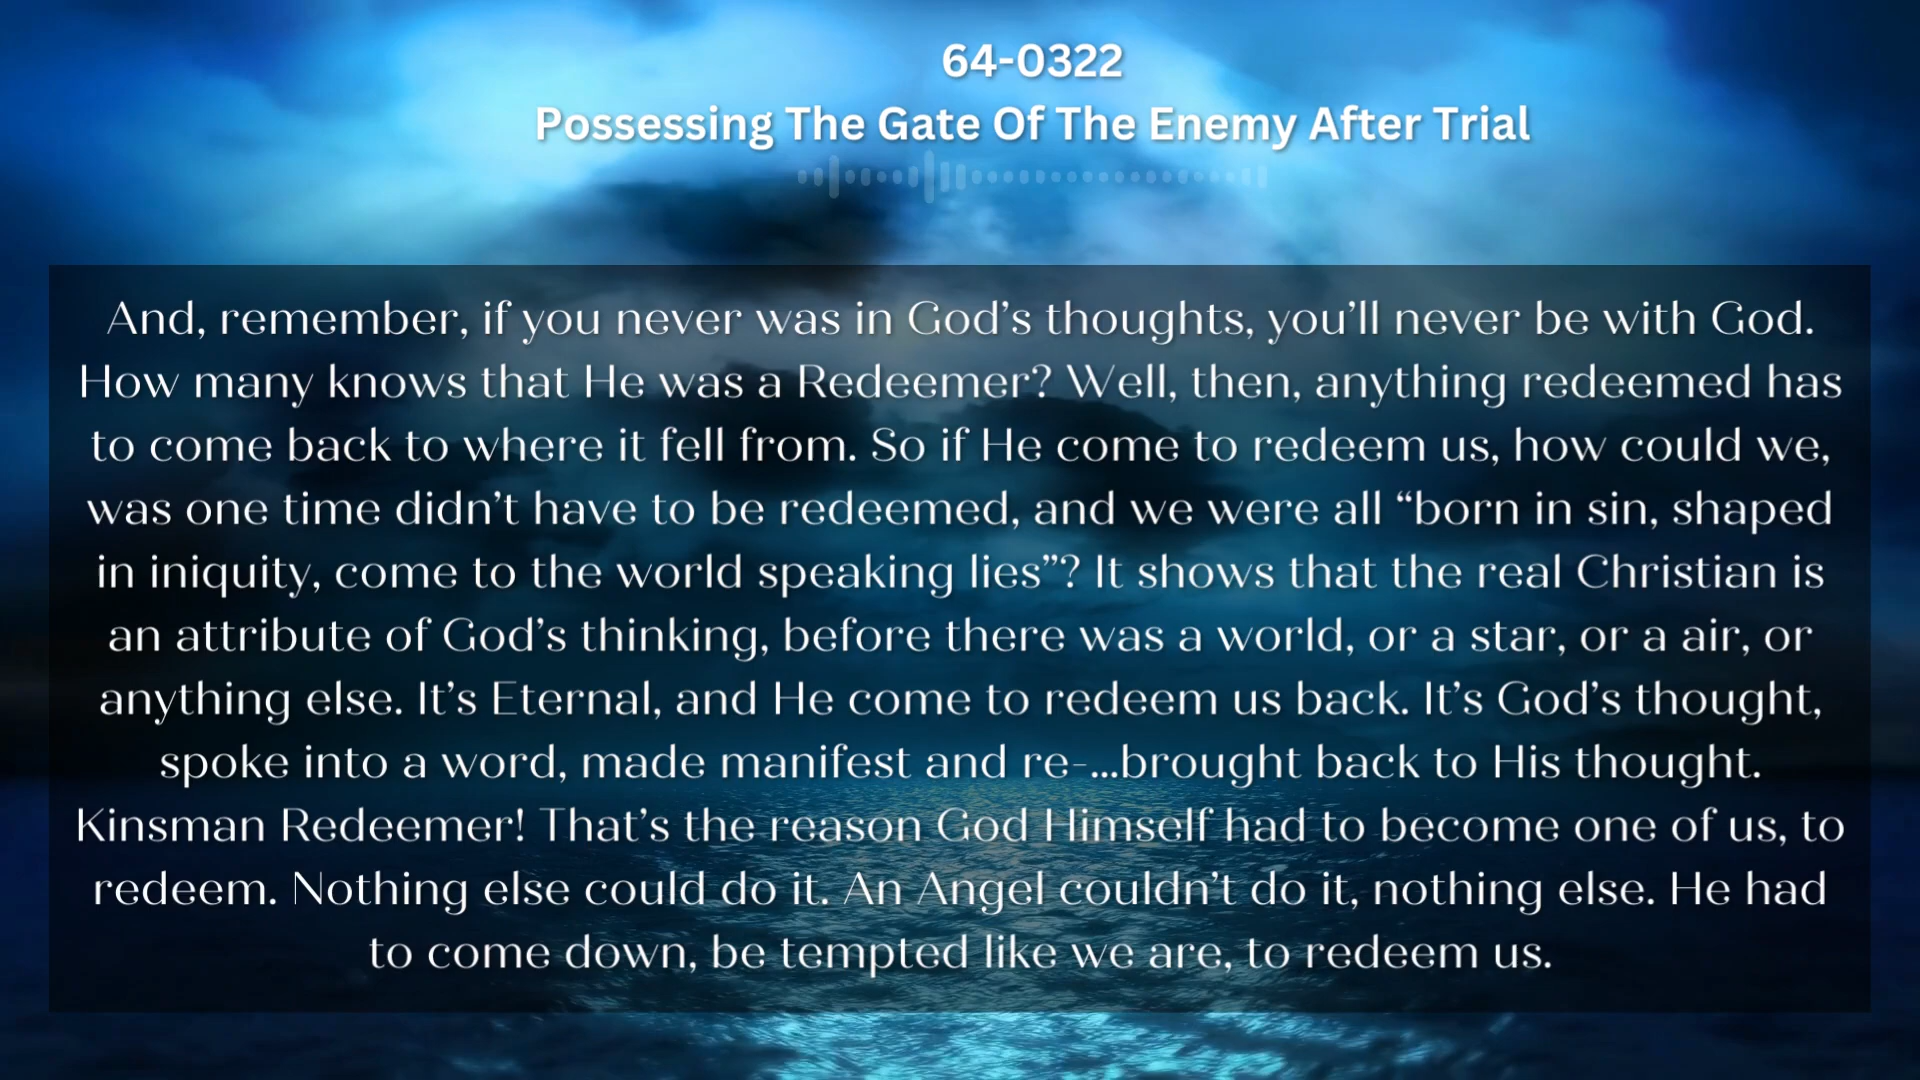 64-0322
Possessing The Gate Of The Enemy After Trial
And, remember, if you never was in God’s thoughts, you’ll never be with God.
How many knows that He was a Redeemer? Well, then, anything redeemed has
to come back to where it fell from. So if He come to redeem us, how could we,
was one time didn’t have to be redeemed, and we were all “born in sin, shaped
in iniquity, come to the world speaking lies”? It shows that the real Christian is
an attribute of God’s thinking, before there was a world, or a star, or a air, or
anything else. It’s Eternal, and He come to redeem us back. It’s God’s thought,
spoke into a word, made manifest and re-...brought back to His thought.
Kinsman Redeemer! That’s the reason God Himself had to become one of us, to
redeem. Nothing else could do it. An Angel couldn’t do it, nothing else. He had
to come down, be tempted like we are, to redeem us.